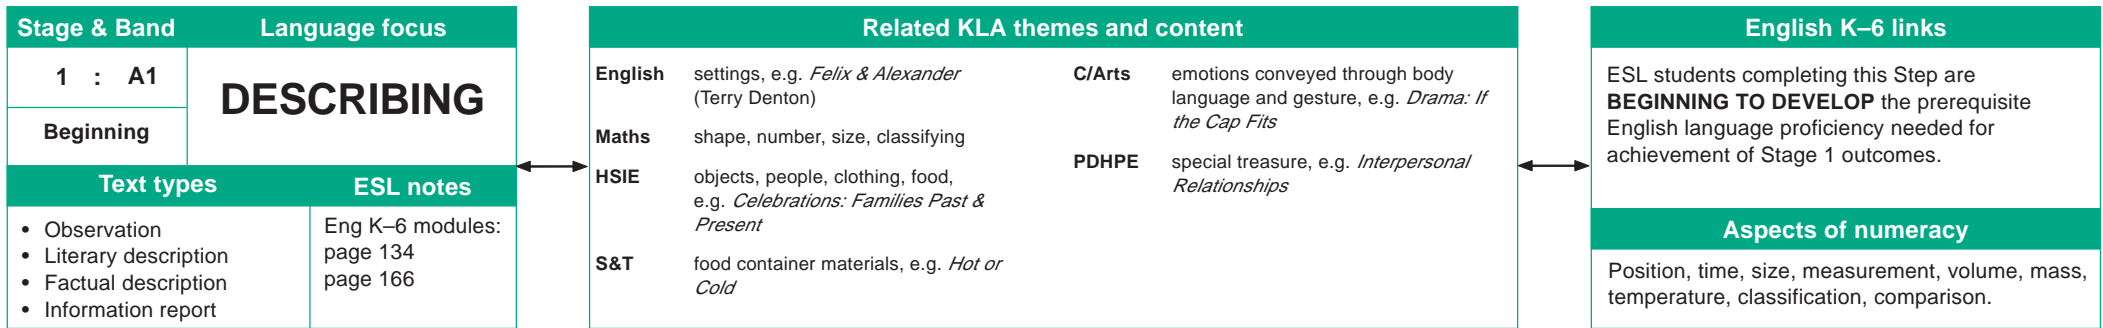 Stage & Band
Language focus
1 : A1
Beginning
DESCRIBING
Text types
ESL notes
• Observation
• Literary description
• Factual description
• Information report
Eng K–6 modules:
page 134
page 166
Related KLA themes and content
English settings, e.g. Felix & Alexander
(Terry Denton)
Maths shape, number, size, classifying
HSIE objects, people, clothing, food,
e.g. Celebrations: Families Past &
Present
S&T food container materials, e.g. Hot or
Cold
C/Arts emotions conveyed through body
language and gesture, e.g. Drama: If
the Cap Fits
PDHPE special treasure, e.g. Interpersonal
Relationships
English K–6 links
ESL students completing this Step are
BEGINNING TO DEVELOP the prerequisite
English language proficiency needed for
achievement of Stage 1 outcomes.
Aspects of numeracy
Position, time, size, measurement, volume, mass,
temperature, classification, comparison.